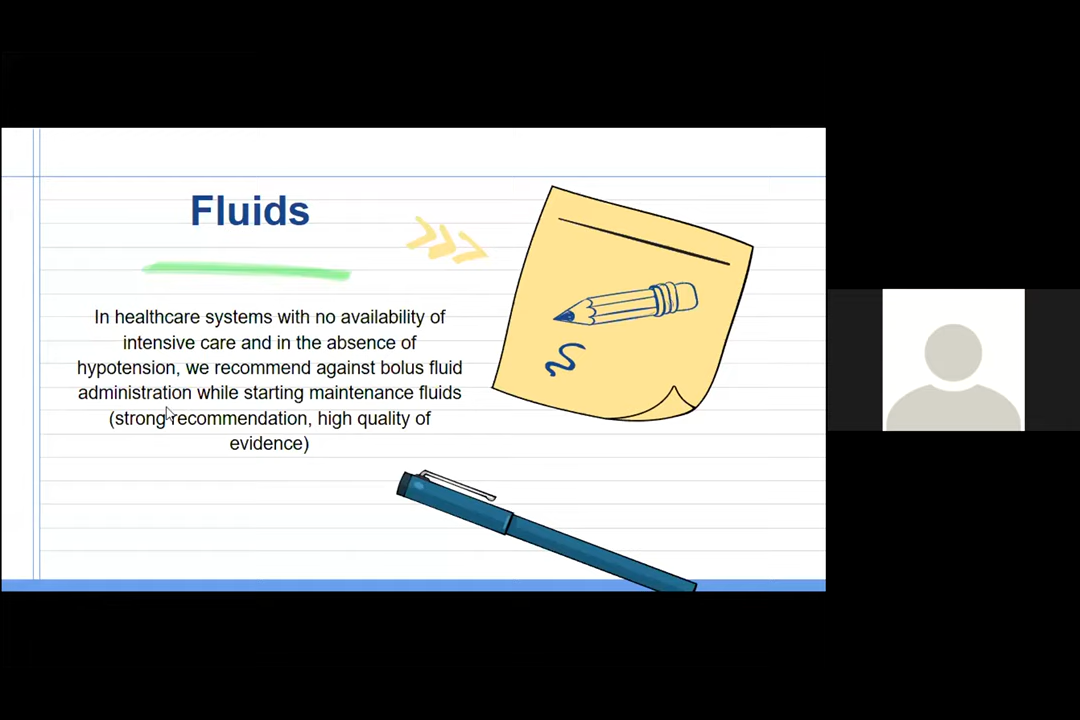 Fluids
In healthcare systems with no availability of
intensive care and in the absence of
hypotension, we recommend against bolus fluid
administration while starting maintenance fluids
(strong recommendation, high quality of
evidence)